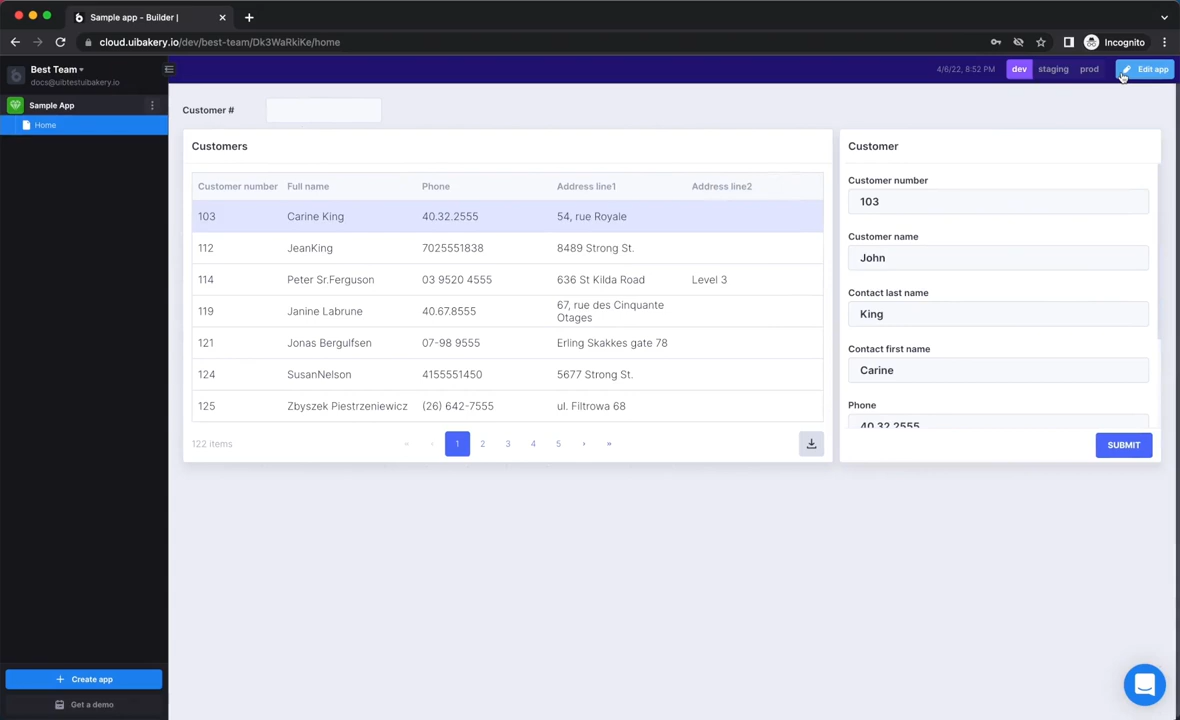 Sample app - Builder |
cloud.uibakery.io/dev/best-team/Dk3WaRkiKe/home
Incognito
Best Team
docs@uibtestuibakery.io
4/6/22, 8:52 PM
dev
staging
prod
Edit app
Sample App
Home
Customer #
Customers
Customer number Full name Phone Address line1 Address line2
103 Carine King 40.32.2555 54, rue Royale
112 JeanKing 7025551838 8489 Strong St.
114 Peter Sr.Ferguson 03 9520 4555 636 St Kilda Road Level 3
119 Janine Labrune 40.67.8555 67, rue des Cinquante
Otages
121 Jonas Bergulfsen 07-98 9555 Erling Skakkes gate 78
124 SusanNelson 4155551450 5677 Strong St.
125 Zbyszek Piestrzeniewicz (26) 642-7555 ul. Filtrowa 68
122 items
« ‹ 1 2 3 4 5 › »
Customer
Customer number
103
Customer name
John
Contact last name
King
Contact first name
Carine
Phone
40.32.2555
SUBMIT
+ Create app
Get a demo